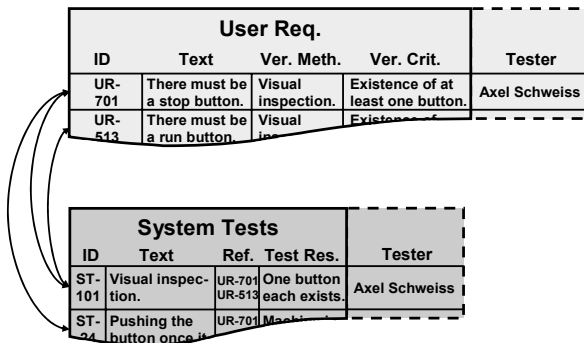 User Req.
ID Text Ver. Meth. Ver. Crit. Tester
UR- There must be Visual Existence of at Axel Schweiss
701 a stop button. inspection. least one button.
UR- There must be Visual Existence of
513 a run button.
System Tests
ID Text Ref. Test Res. Tester
ST- Visual inspec- UR-701 One button Axel Schweiss
101 tion. UR-513 each exists.
ST- Pushing the UR-701
24 button once it